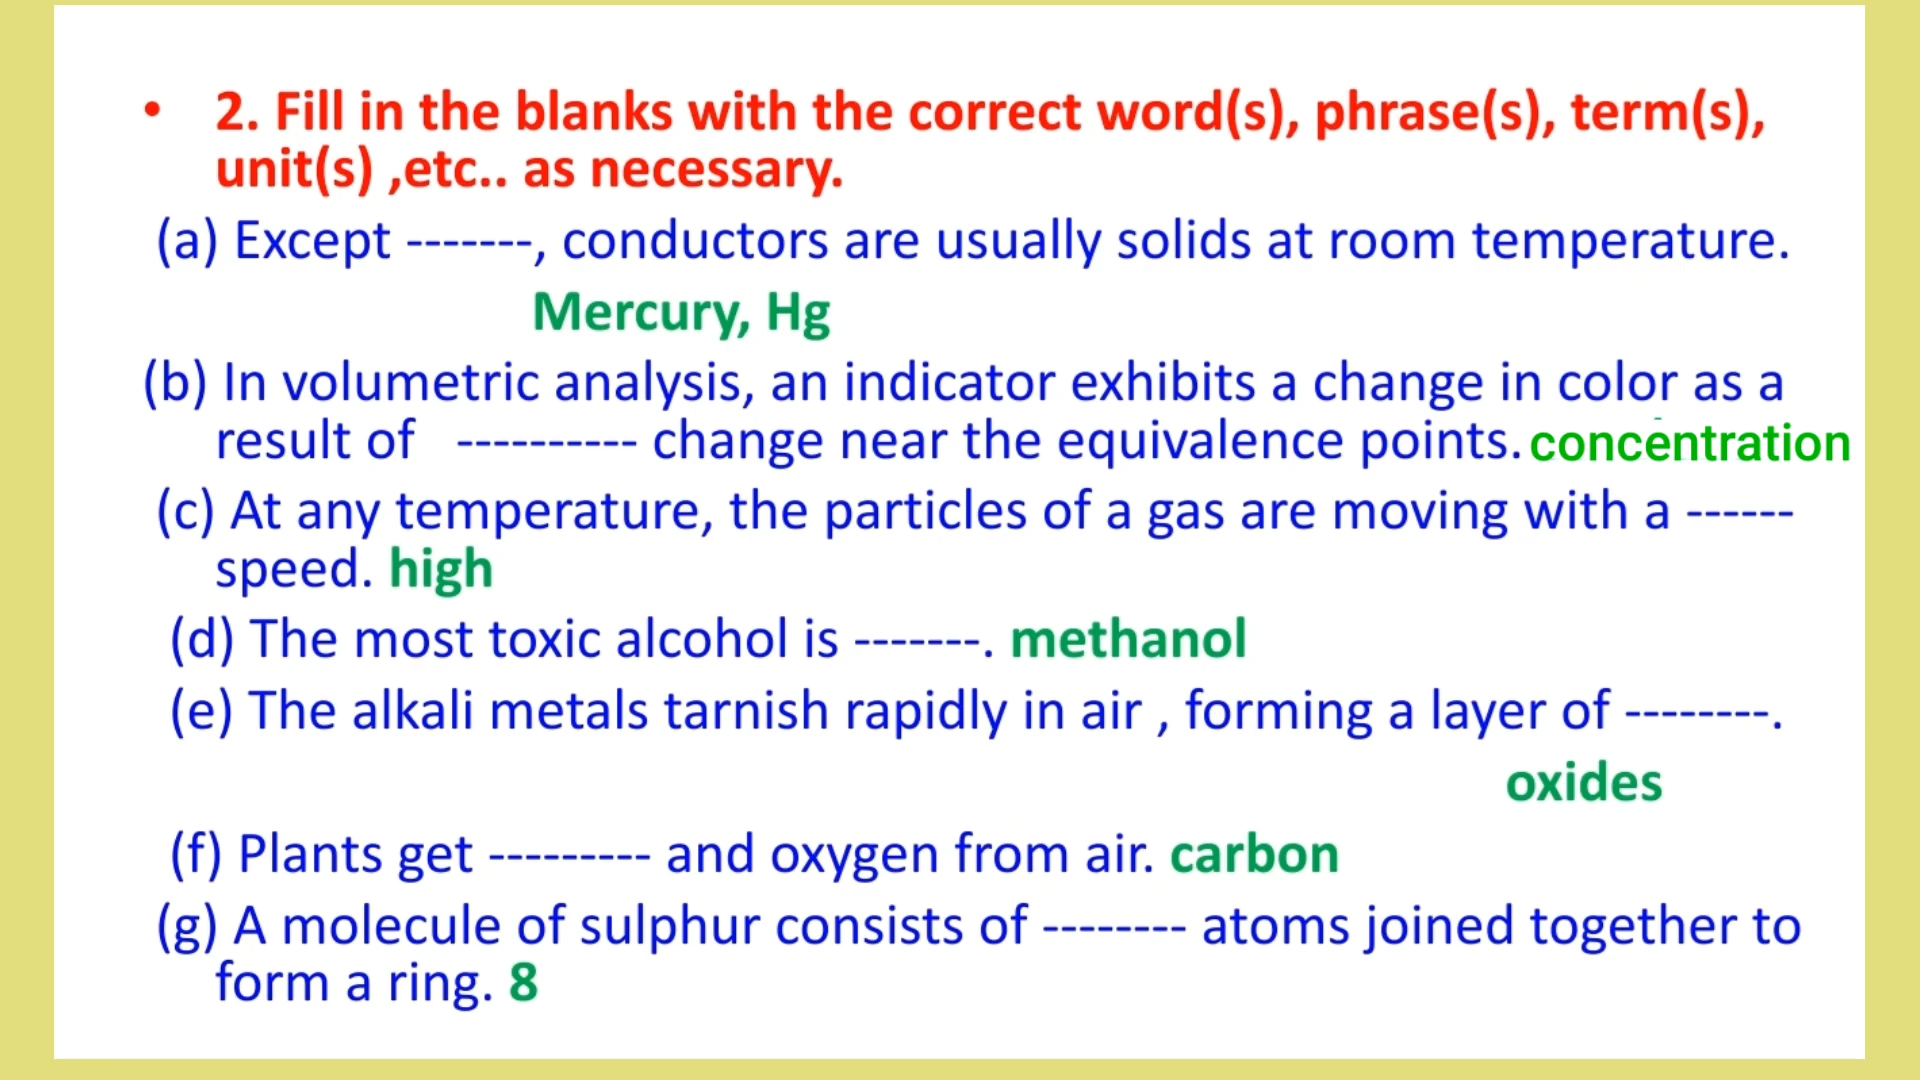 • 2. Fill in the blanks with the correct word(s), phrase(s), term(s),
unit(s) ,etc.. as necessary.
(a) Except -------, conductors are usually solids at room temperature.
Mercury, Hg
(b) In volumetric analysis, an indicator exhibits a change in color as a
result of ---------- change near the equivalence points. concentration
(c) At any temperature, the particles of a gas are moving with a ------
speed. high
(d) The most toxic alcohol is -------. methanol
(e) The alkali metals tarnish rapidly in air , forming a layer of --------.
oxides
(f) Plants get --------- and oxygen from air. carbon
(g) A molecule of sulphur consists of -------- atoms joined together to
form a ring. 8